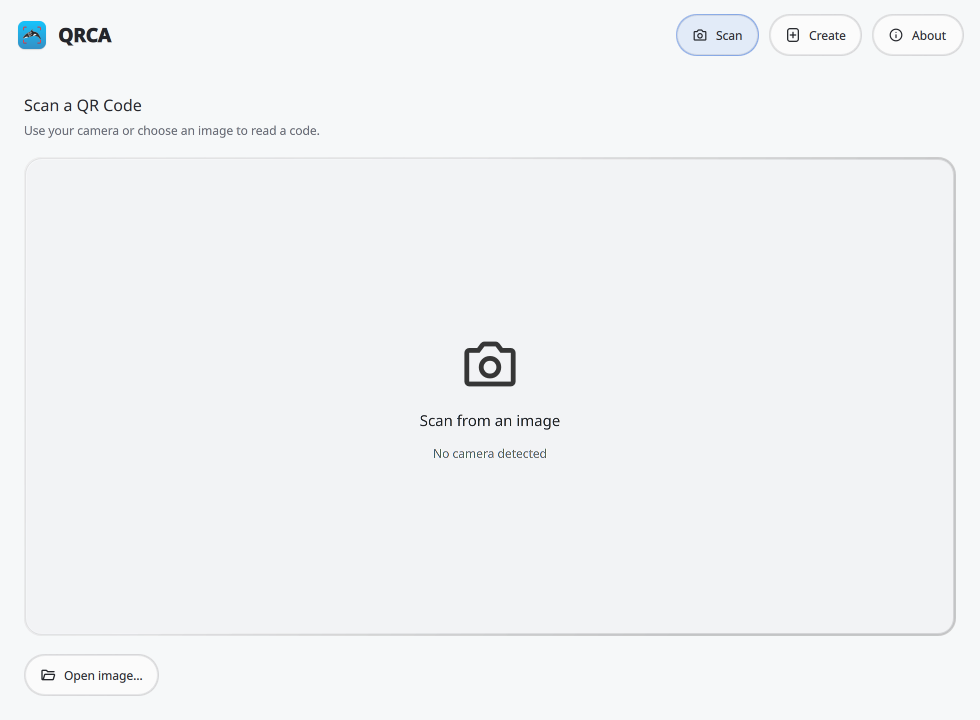 QRCA
Scan
Create
About
Scan a QR Code
Use your camera or choose an image to read a code.
Scan from an image
No camera detected
Open image...